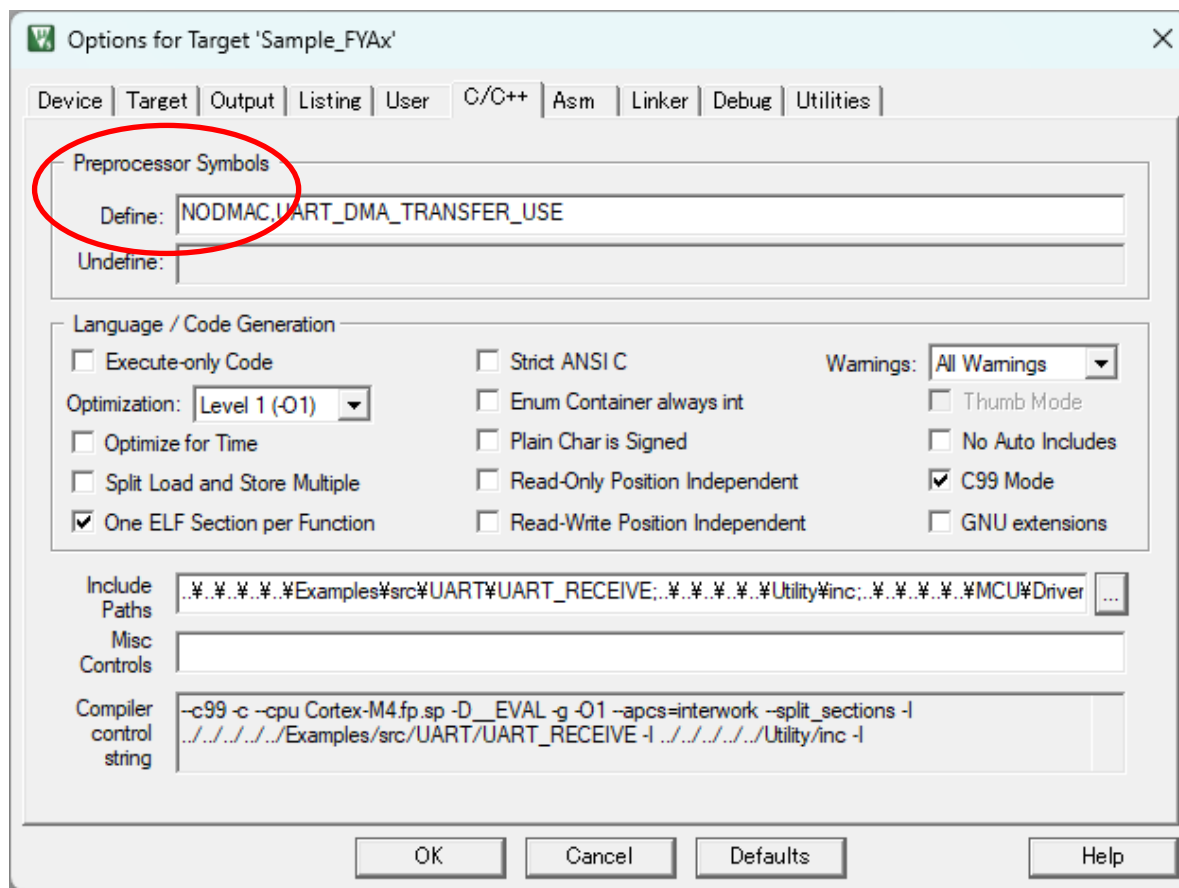 Options for Target 'Sample_FYAx'
Device Target Output Listing User C/C++ Asm Linker Debug Utilities
Preprocessor Symbols
Define: NODMAC,UART_DMA_TRANSFER_USE
Undefine:
Language / Code Generation
Execute-only Code Strict ANSI C Warnings: All Warnings
Optimization: Level 1 (-O1) Enum Container always int Thumb Mode
Optimize for Time Plain Char is Signed No Auto Includes
Split Load and Store Multiple Read-Only Position Independent C99 Mode
One ELF Section per Function Read-Write Position Independent GNU extensions
Include Paths ..¥..¥..¥..¥..¥Examples¥src¥UART¥UART_RECEIVE;..¥..¥..¥..¥..¥Utility¥inc;..¥..¥..¥..¥..¥MCU¥Driver ...
Misc Controls
Compiler control string --c99 -c --cpu Cortex-M4.fp.sp -D__EVAL -g -O1 --apcs=interwork --split_sections -I
../../../../../Examples/src/UART/UART_RECEIVE -I ../../../../../Utility/inc -I
OK Cancel Defaults Help